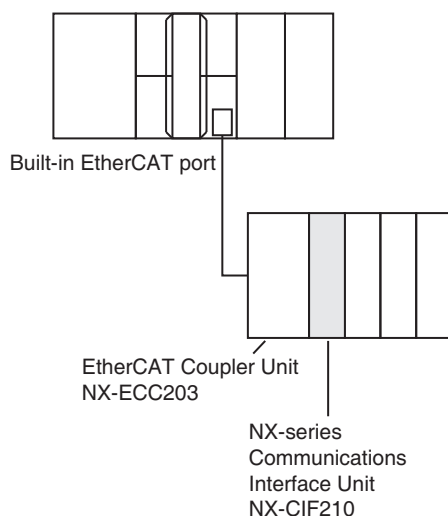 Built-in EtherCAT port
EtherCAT Coupler Unit
NX-ECC203
NX-series
Communications
Interface Unit
NX-CIF210